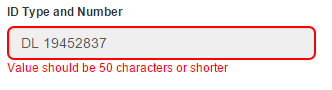 ID Type and Number
DL 19452837
Value should be 50 characters or shorter